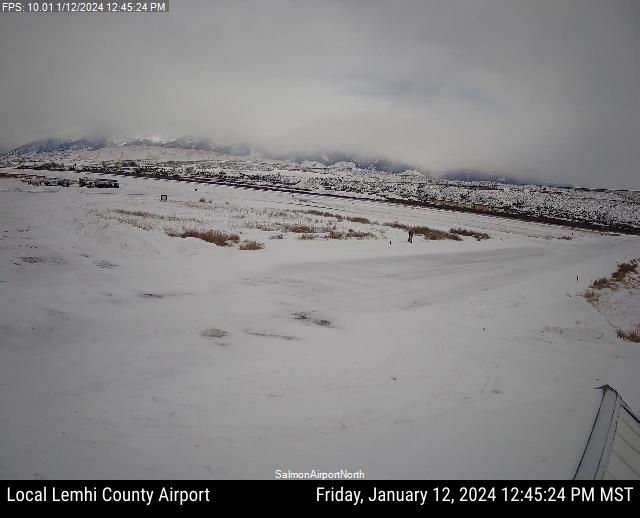 FPS: 10.01 1/12/2024 12:45:24 PM
SalmonAirportNorth
Local Lemhi County Airport Friday, January 12, 2024 12:45:24 PM MST